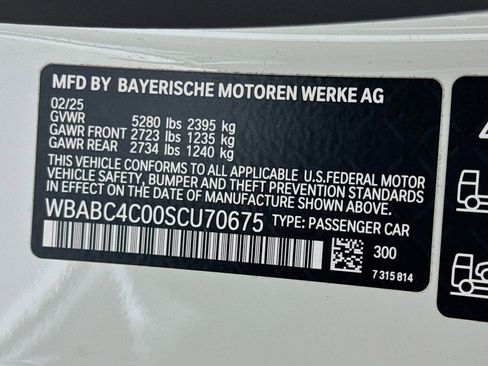 MFD BY BAYERISCHE MOTOREN WERKE AG
02/25
GVWR 5280 lbs 2395 kg
GAWR FRONT 2723 lbs 1235 kg
GAWR REAR 2734 lbs 1240 kg
THIS VEHICLE CONFORMS TO ALL APPLICABLE U.S.FEDERAL MOTOR
VEHICLE SAFETY, BUMPER AND THEFT PREVENTION STANDARDS
IN EFFECT ON THE DATE OF MANUFACTURE SHOWN ABOVE.
WBABC4C00SCU70675 TYPE: PASSENGER CAR
300
7 315 814